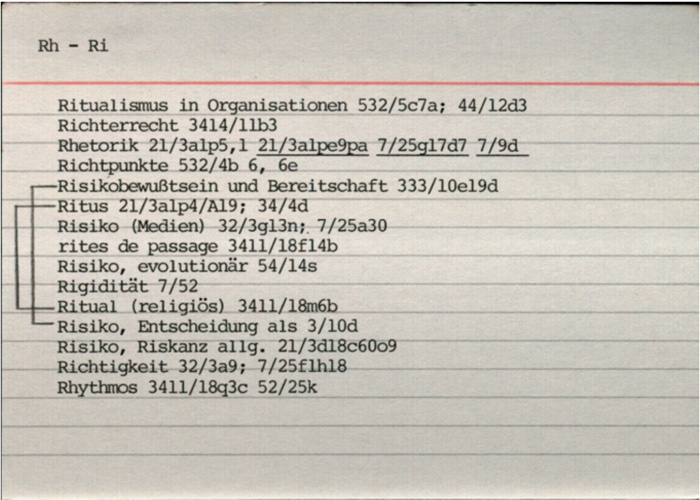 Rh - Ri
Ritualismus in Organisationen 532/5c7a; 44/12d3
Richterrecht 3414/11b3
Rhetorik 21/3a1p5,1 21/3a1pe9pa 7/25g17d7 7/9d
Richtpunkte 532/4b 6, 6e
Risikobewußtsein und Bereitschaft 333/10e19d
Ritus 21/3a1p4/A19; 34/4d
Risiko (Medien) 32/3g13n; 7/25a30
rites de passage 3411/18f14b
Risiko, evolutionär 54/14s
Rigidität 7/52
Ritual (religiös) 3411/18m6b
Risiko, Entscheidung als 3/10d
Risiko, Riskanz allg. 21/3d18c60o9
Richtigkeit 32/3a9; 7/25f1h18
Rhythmos 3411/18q3c 52/25k